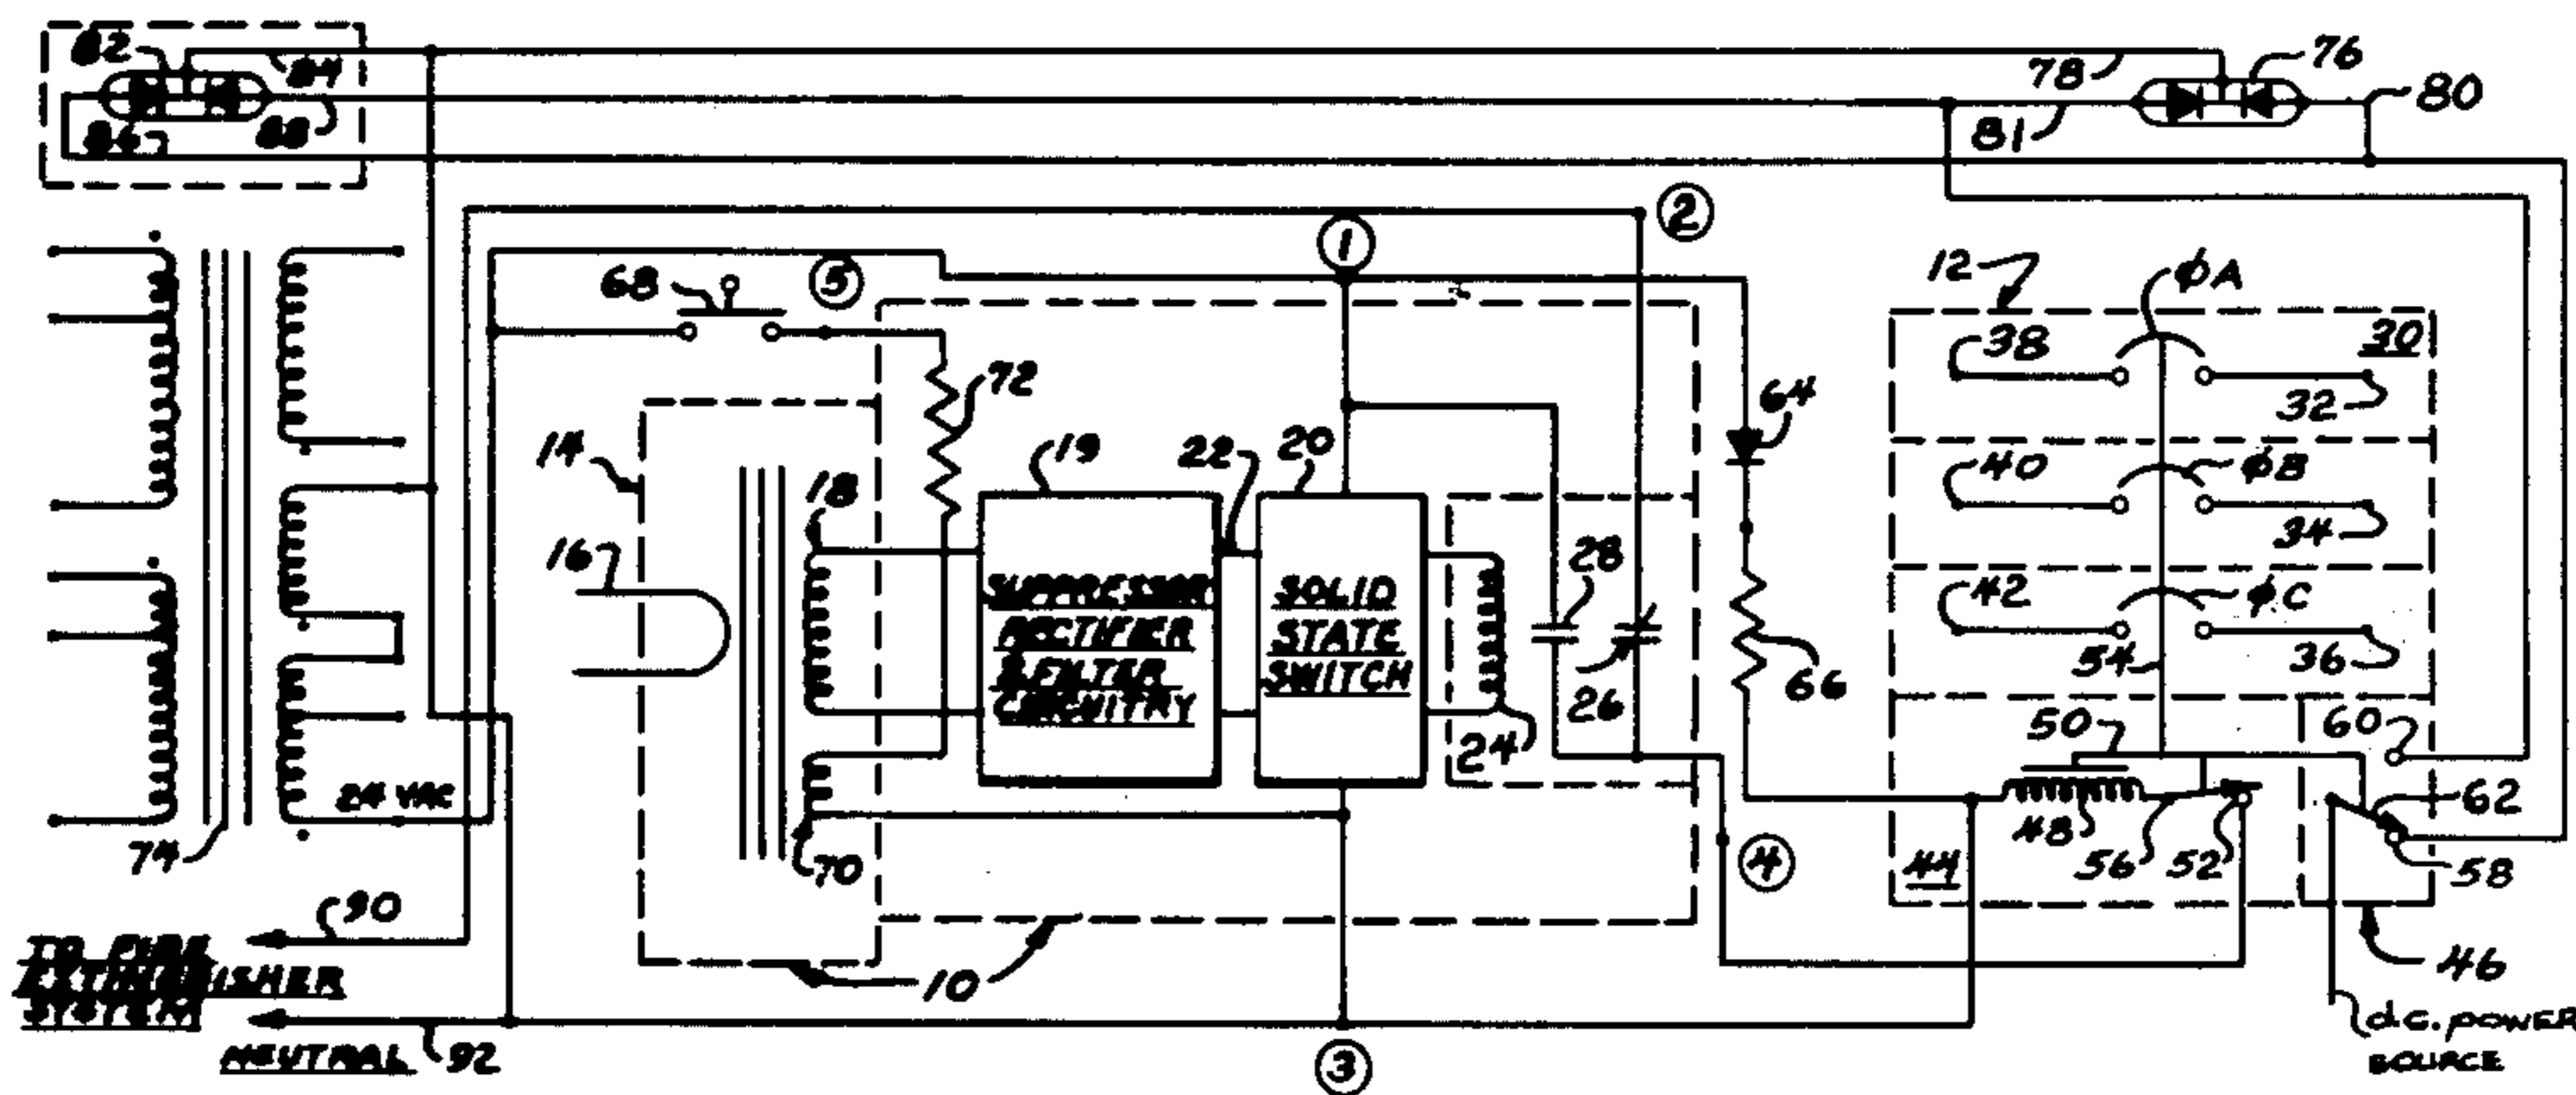 82
84
78
76
80
86
88
81
2
1
12
φA
68
5
38
30
72
32
64
14
19
22
20
40
φB
18
34
16
28
SUPPRESSOR
RECTIFIER
& FILTER
CIRCUITRY
SOLID
STATE
SWITCH
42
φC
54
36
66
26
24
50
60
24 VAC
62
48
74
70
4
44
56
52
58
90
TO FIRE
EXTINGUISHER
SYSTEM
10
46
NEUTRAL
92
3
d.c. POWER
SOURCE